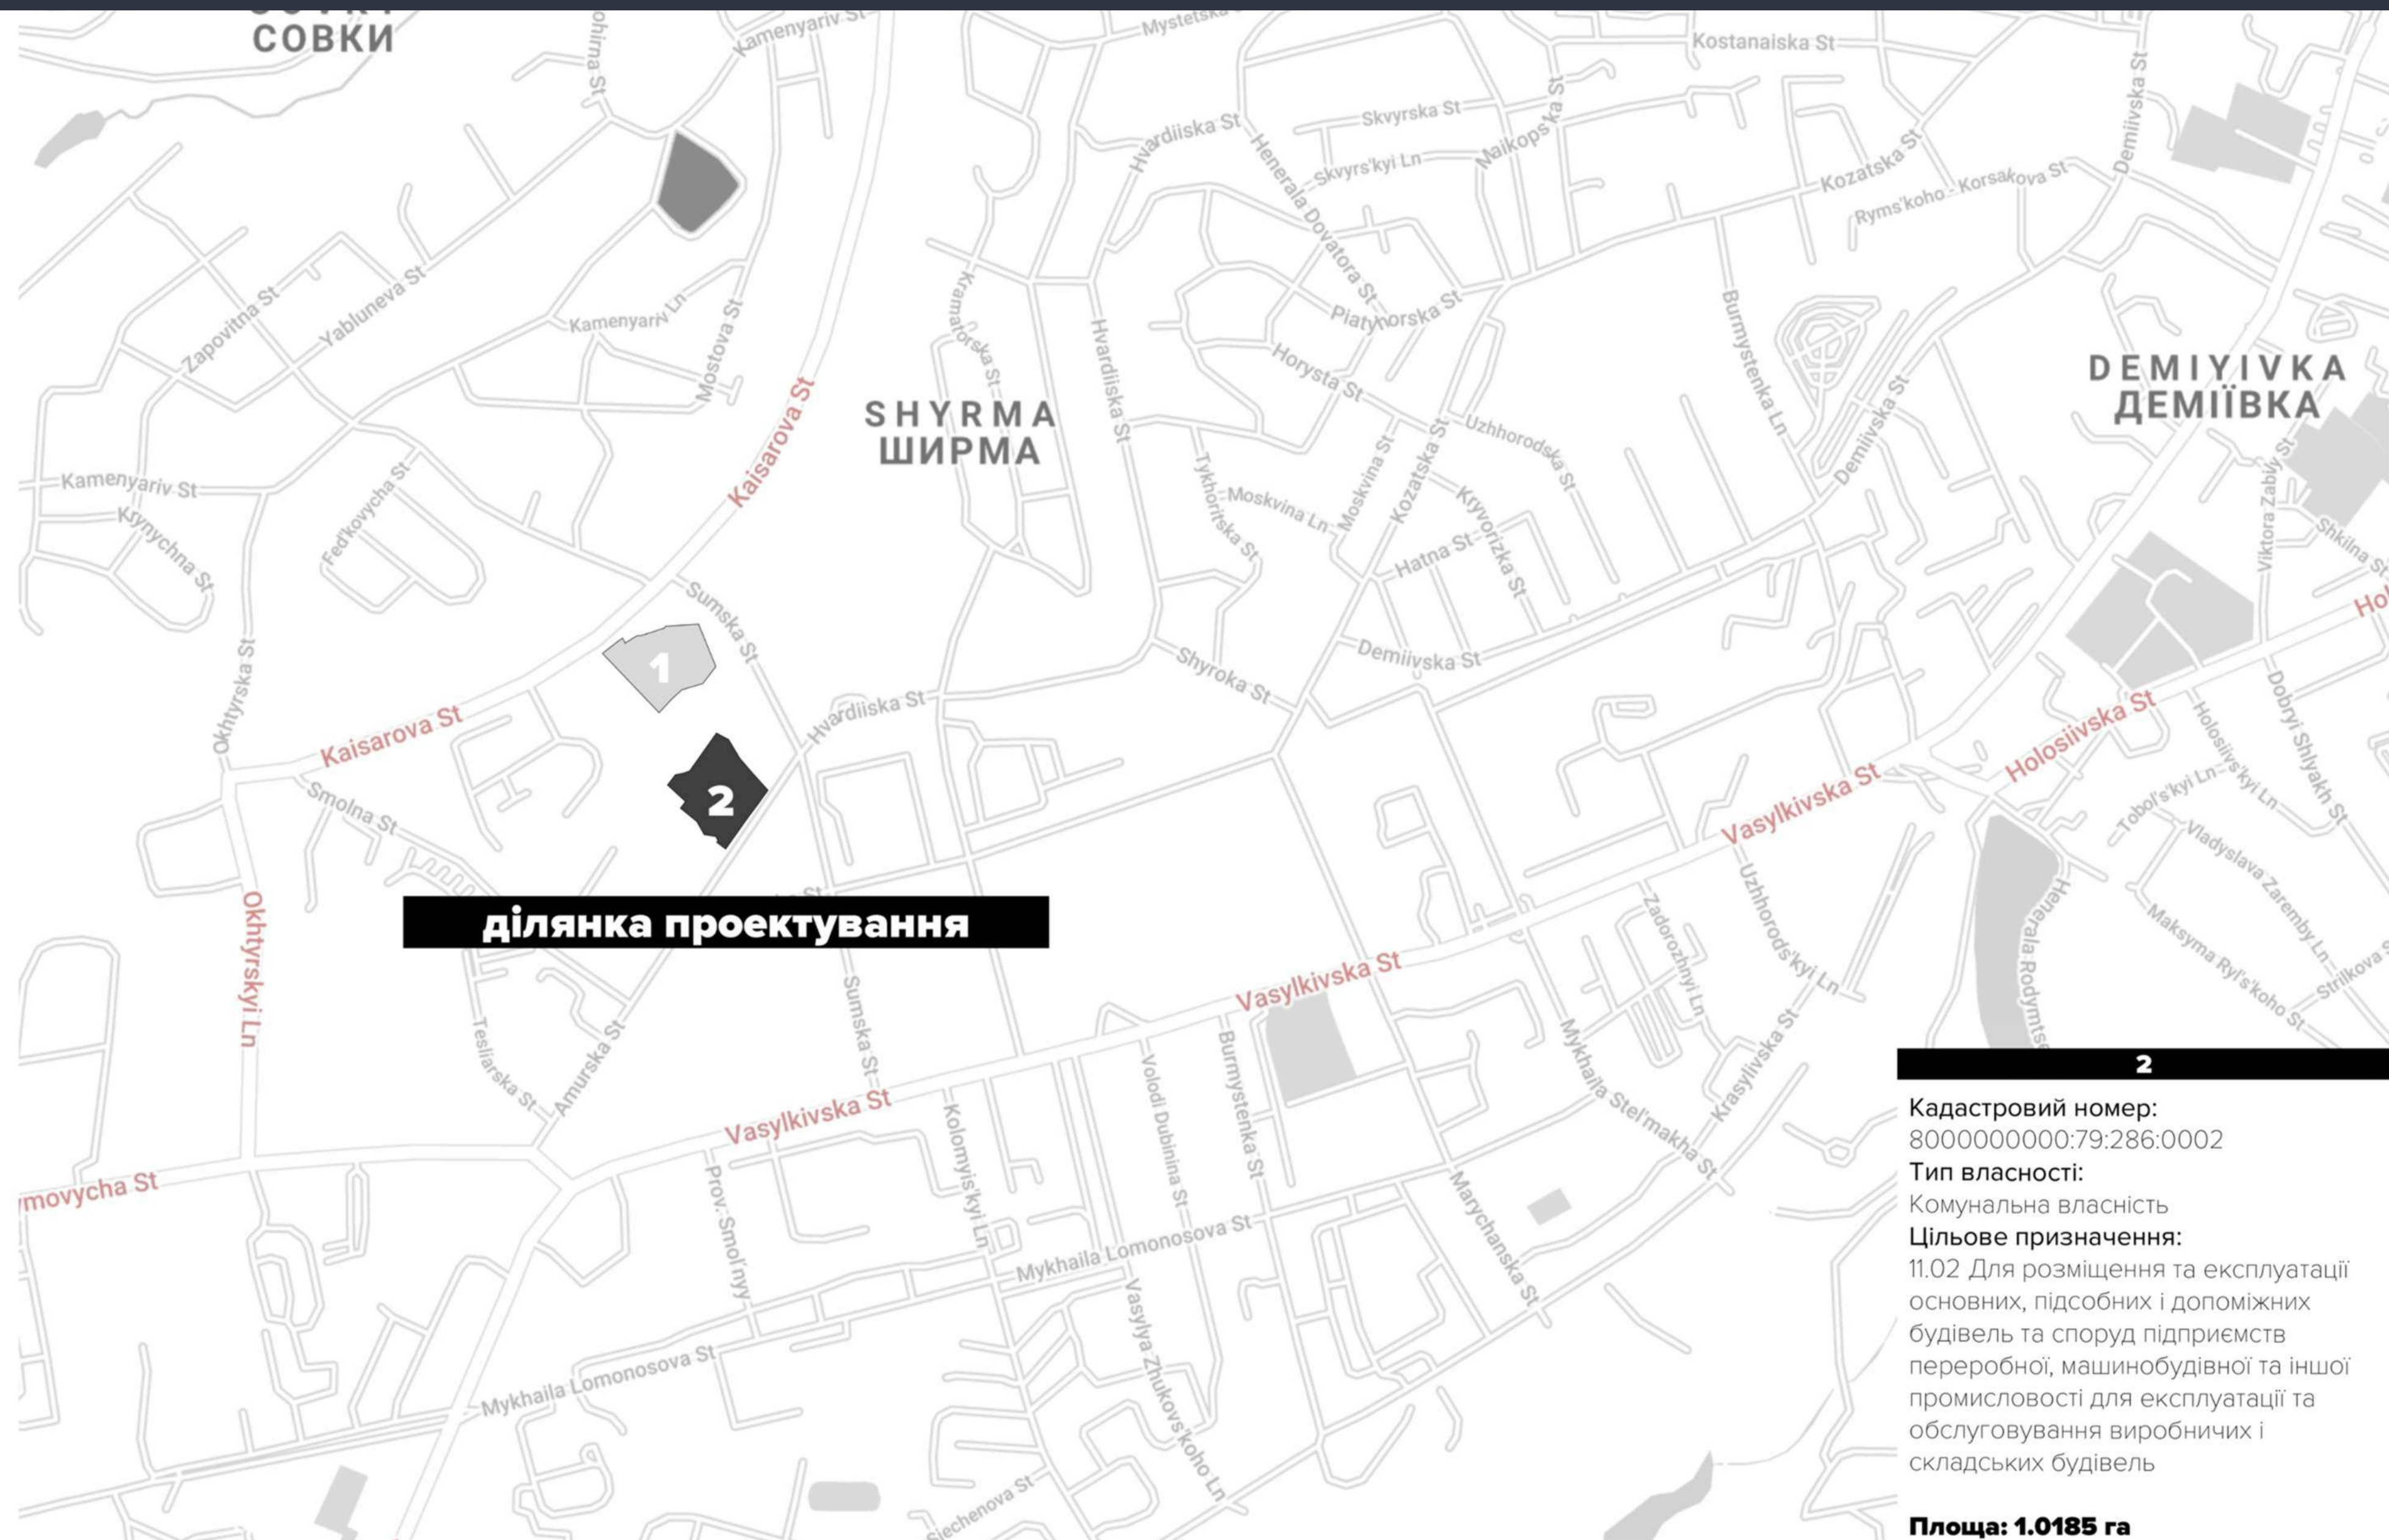 СОВКИ
Kamenyariv St
Mystetska
Kostanaiska St
Demiivska St
Skvyrska St
Hvardiiska St
Maikops'ka St
Skvyrs'kyi Ln
Henerala Dovatora St
Kozatska St
Ryms'koho - Korsakova St
Zapovitna St
Yabluneva St
Kamenyariv Ln
Mostova St
Kramatorska St
Hvardiiska St
Piatyhorska St
Burmystenka Ln
Horysta St
Kaisarova St
SHYRMA
ШИРМА
DEMIYIVKA
ДЕМІЇВКА
Demiivska St
Uzhhorodska St
Kamenyariv St
Krynychna St
Fed'kovycha St
Tykhoritska St
Moskvina Ln
Moskvina St
Kozatska St
Kryvorizka St
Hatna St
Viktora Zabily St
Shkilna St
Hol
Sumska St
1
Okhtyrska St
Kaisarova St
Hvardiiska St
Shyroka St
Demiivska St
Holosiivska St
Holosiivs'kyi Ln
Dobryi Shlyakh St
2
Smolna St
Vasylkivska St
Tobol's'kyi Ln
Vladyslava Zaremby Ln
ділянка проектування
Okhtyrskyi Ln
Uzhhorods'kyi Ln
Zadorozhnyi Ln
Henerala Rodymtse
Maksyma Ryl's'koho St
Strilkova S
Vasylkivska St
Sumska St
Tesliarska St
Amurska St
Vasylkivska St
Kolomyis'kyi Ln
Volodi Dubinina St
Burmystenka St
Mykhaila Stel'makha St
Krasylivska St
movycha St
Prov. Smol'nyy
Mykhaila Lomonosova St
Marychanska St
Mykhaila Lomonosova St
Vasylya Zhukovs'koho Ln
Siechenova St
2
Кадастровий номер:
8000000000:79:286:0002
Тип власності:
Комунальна власність
Цільове призначення:
11.02 Для розміщення та експлуатації
основних, підсобних і допоміжних
будівель та споруд підприємств
переробної, машинобудівної та іншої
промисловості для експлуатації та
обслуговування виробничих і
складських будівель
Площа: 1.0185 га